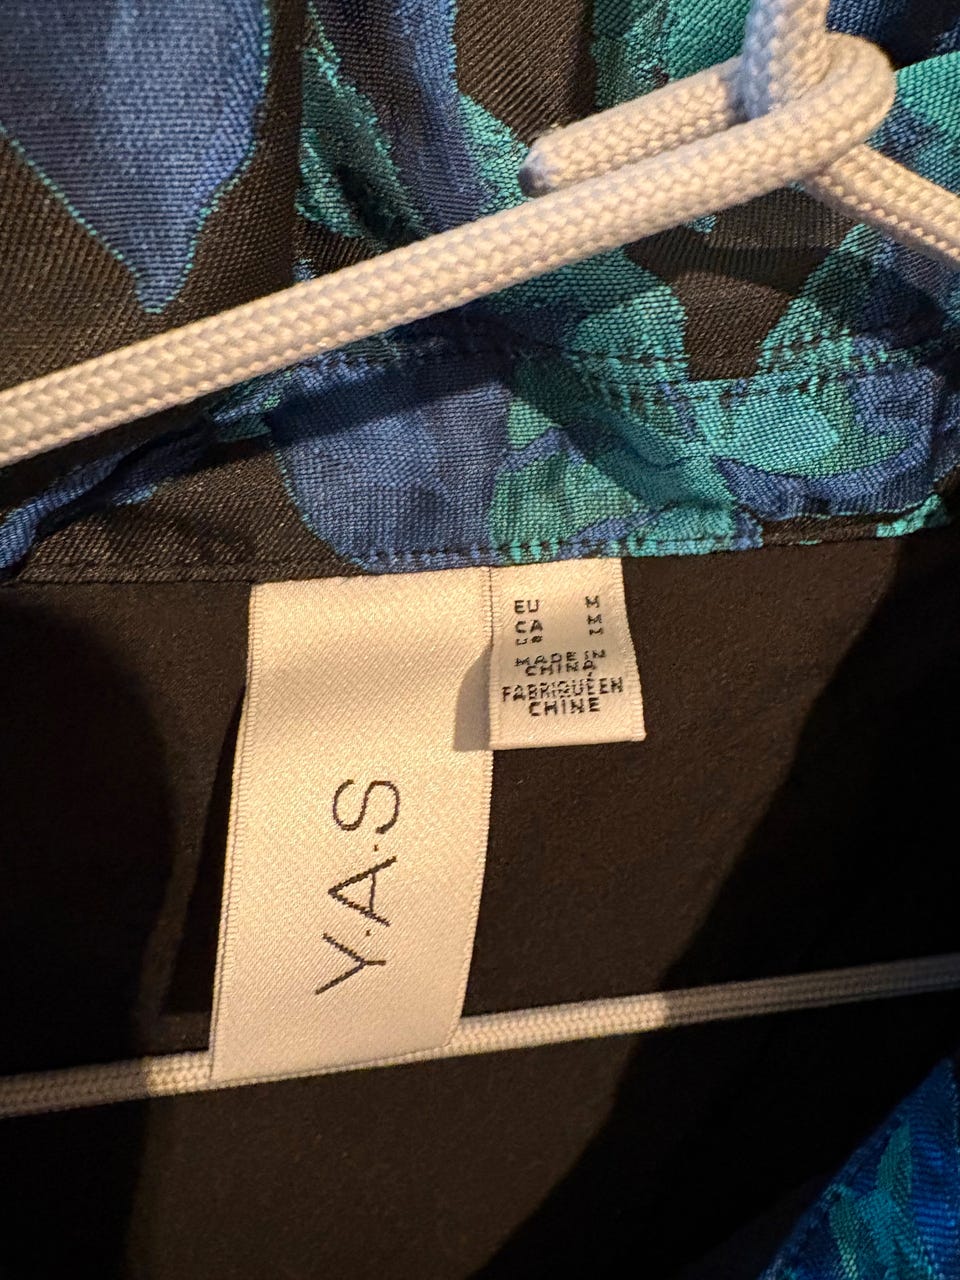 Y.A.S
EU M
CA M
M
MADE IN
CHINA
FABRIQUÉ EN
CHINE